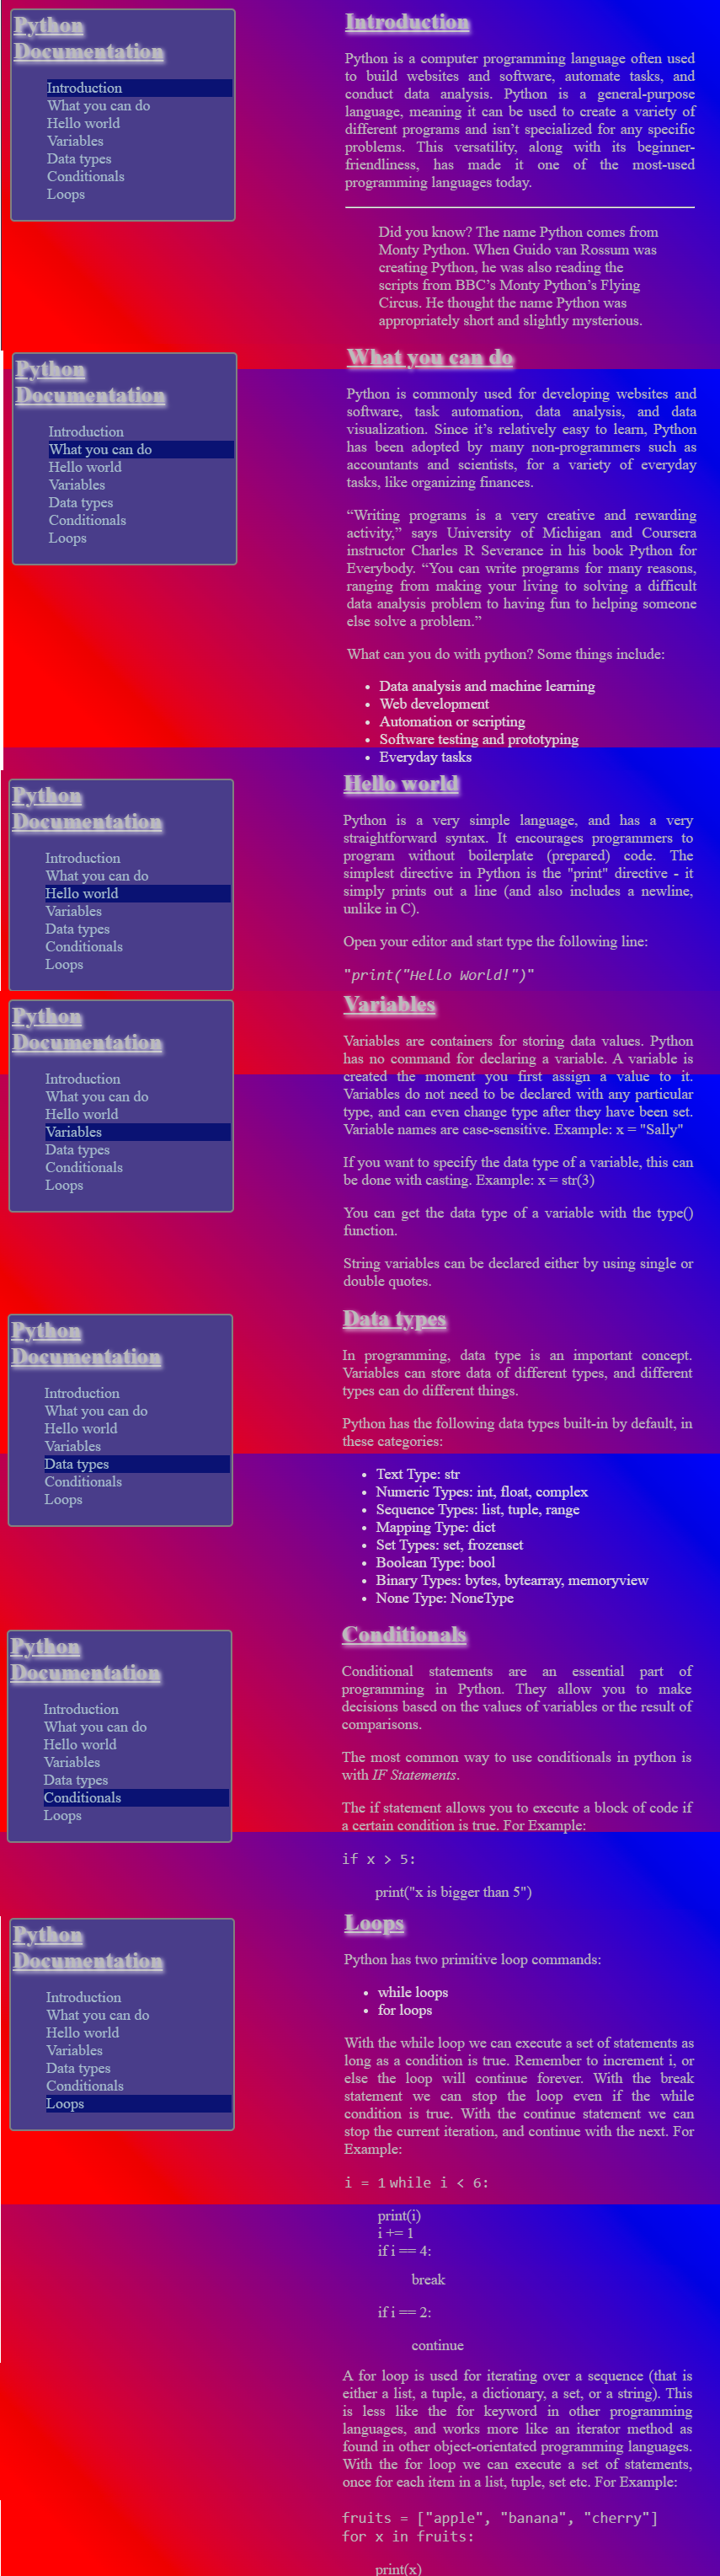 Python
Documentation
Introduction
What you can do
Hello world
Variables
Data types
Conditionals
Loops
Introduction
Python is a computer programming language often used
to build websites and software, automate tasks, and
conduct data analysis. Python is a general-purpose
language, meaning it can be used to create a variety of
different programs and isn’t specialized for any specific
problems. This versatility, along with its beginner-
friendliness, has made it one of the most-used
programming languages today.
Did you know? The name Python comes from
Monty Python. When Guido van Rossum was
creating Python, he was also reading the
scripts from BBC’s Monty Python’s Flying
Circus. He thought the name Python was
appropriately short and slightly mysterious.
Python
Documentation
Introduction
What you can do
Hello world
Variables
Data types
Conditionals
Loops
What you can do
Python is commonly used for developing websites and
software, task automation, data analysis, and data
visualization. Since it’s relatively easy to learn, Python
has been adopted by many non-programmers such as
accountants and scientists, for a variety of everyday
tasks, like organizing finances.
“Writing programs is a very creative and rewarding
activity,” says University of Michigan and Coursera
instructor Charles R Severance in his book Python for
Everybody. “You can write programs for many reasons,
ranging from making your living to solving a difficult
data analysis problem to having fun to helping someone
else solve a problem.”
What can you do with python? Some things include:
• Data analysis and machine learning
• Web development
• Automation or scripting
• Software testing and prototyping
• Everyday tasks
Python
Documentation
Introduction
What you can do
Hello world
Variables
Data types
Conditionals
Loops
Hello world
Python is a very simple language, and has a very
straightforward syntax. It encourages programmers to
program without boilerplate (prepared) code. The
simplest directive in Python is the "print" directive - it
simply prints out a line (and also includes a newline,
unlike in C).
Open your editor and start type the following line:
"print("Hello World!")"
Python
Documentation
Introduction
What you can do
Hello world
Variables
Data types
Conditionals
Loops
Variables
Variables are containers for storing data values. Python
has no command for declaring a variable. A variable is
created the moment you first assign a value to it.
Variables do not need to be declared with any particular
type, and can even change type after they have been set.
Variable names are case-sensitive. Example: x = "Sally"
If you want to specify the data type of a variable, this can
be done with casting. Example: x = str(3)
You can get the data type of a variable with the type()
function.
String variables can be declared either by using single or
double quotes.
Python
Documentation
Introduction
What you can do
Hello world
Variables
Data types
Conditionals
Loops
Data types
In programming, data type is an important concept.
Variables can store data of different types, and different
types can do different things.
Python has the following data types built-in by default, in
these categories:
• Text Type: str
• Numeric Types: int, float, complex
• Sequence Types: list, tuple, range
• Mapping Type: dict
• Set Types: set, frozenset
• Boolean Type: bool
• Binary Types: bytes, bytearray, memoryview
• None Type: NoneType
Python
Documentation
Introduction
What you can do
Hello world
Variables
Data types
Conditionals
Loops
Conditionals
Conditional statements are an essential part of
programming in Python. They allow you to make
decisions based on the values of variables or the result of
comparisons.
The most common way to use conditionals in python is
with IF Statements.
The if statement allows you to execute a block of code if
a certain condition is true. For Example:
if x > 5:
print("x is bigger than 5")
Python
Documentation
Introduction
What you can do
Hello world
Variables
Data types
Conditionals
Loops
Loops
Python has two primitive loop commands:
• while loops
• for loops
With the while loop we can execute a set of statements as
long as a condition is true. Remember to increment i, or
else the loop will continue forever. With the break
statement we can stop the loop even if the while
condition is true. With the continue statement we can
stop the current iteration, and continue with the next. For
Example:
i = 1 while i < 6:
print(i)
i += 1
if i == 4:
break
if i == 2:
continue
A for loop is used for iterating over a sequence (that is
either a list, a tuple, a dictionary, a set, or a string). This
is less like the for keyword in other programming
languages, and works more like an iterator method as
found in other object-orientated programming languages.
With the for loop we can execute a set of statements,
once for each item in a list, tuple, set etc. For Example:
fruits = ["apple", "banana", "cherry"]
for x in fruits:
print(x)